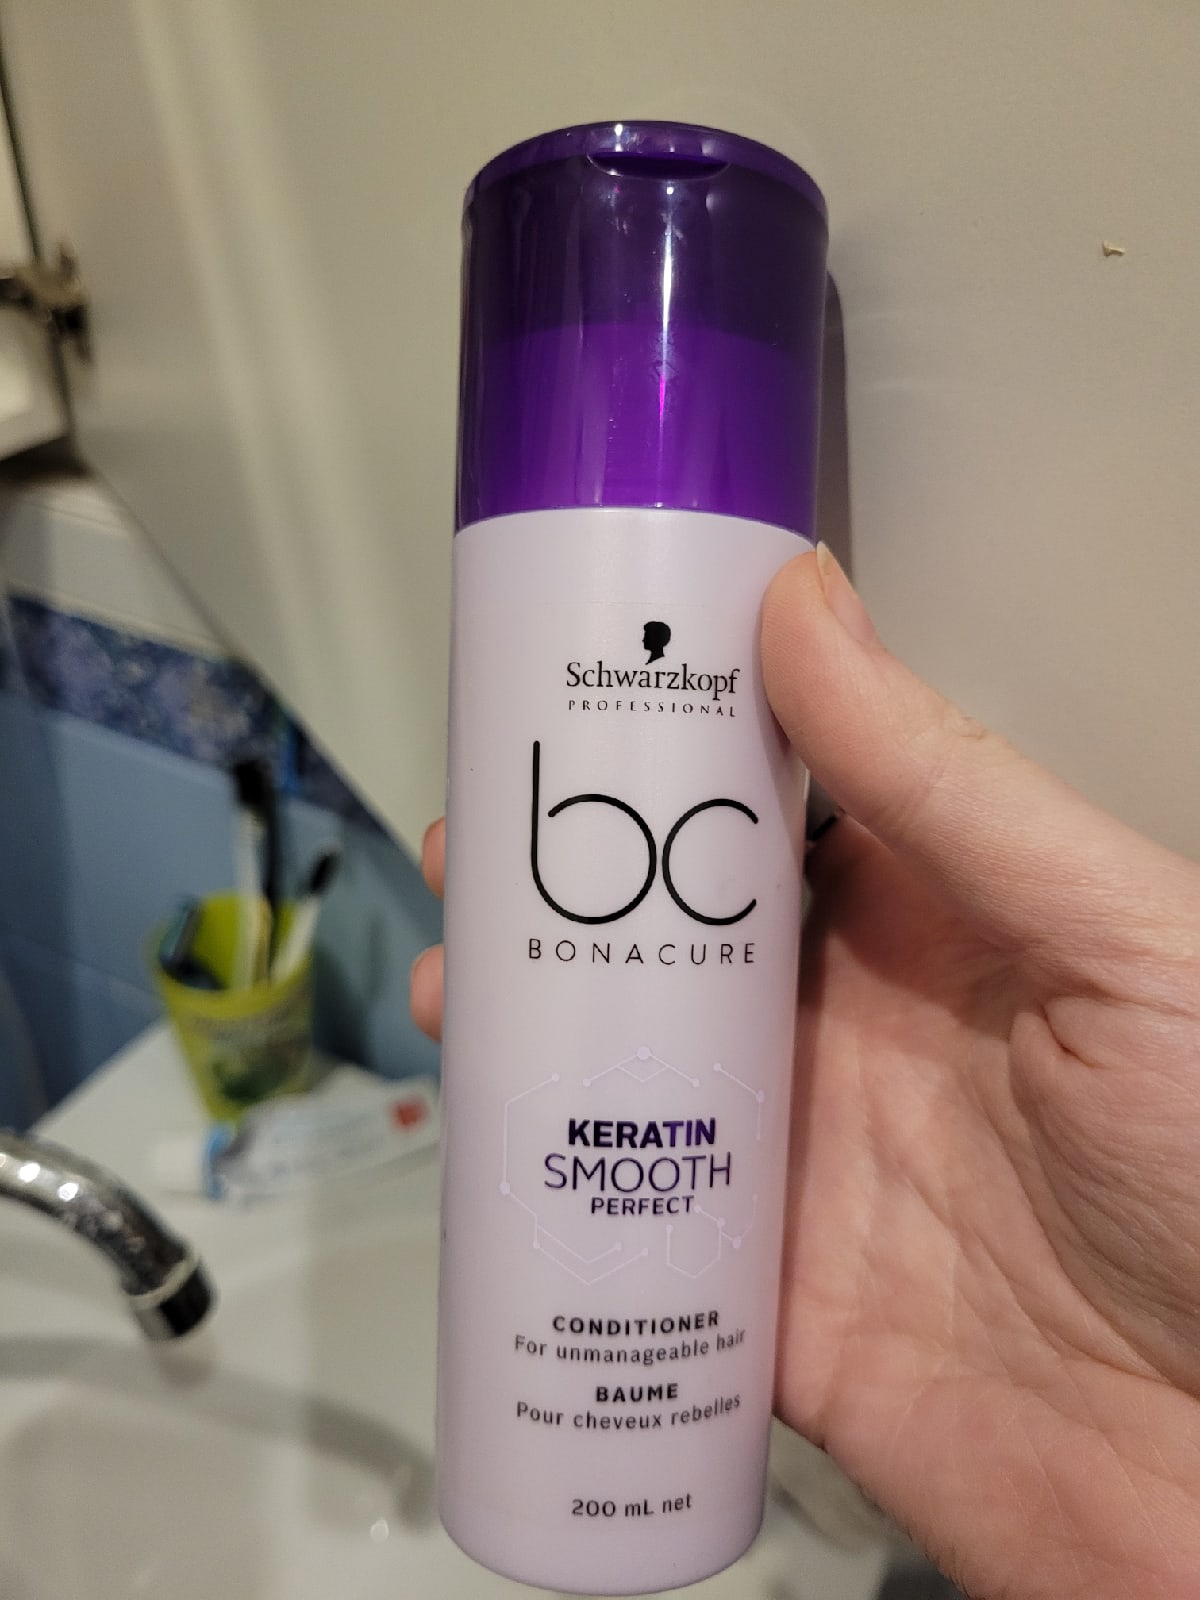 Schwarzkopf
PROFESSIONAL
bc
BONACURE
KERATIN
SMOOTH
PERFECT
CONDITIONER
For unmanageable hair
BAUME
Pour cheveux rebelles
200 mL net